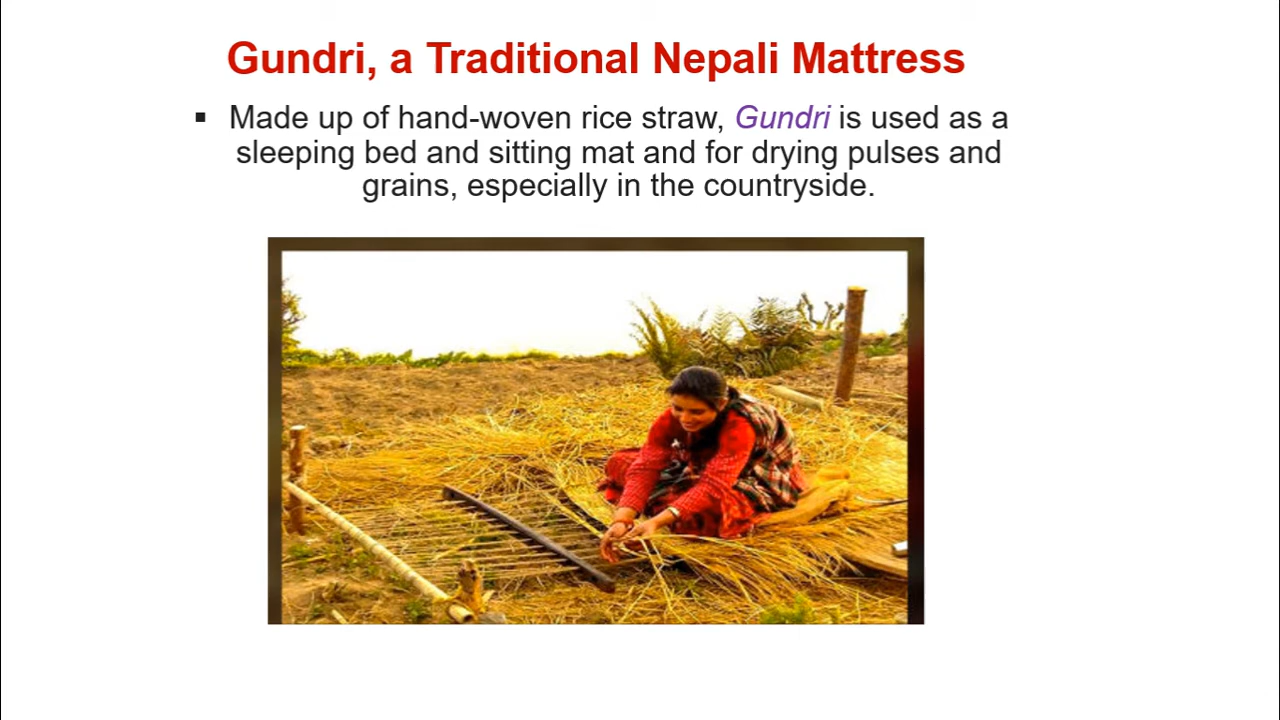 Gundri, a Traditional Nepali Mattress
▪ Made up of hand-woven rice straw, Gundri is used as a
sleeping bed and sitting mat and for drying pulses and
grains, especially in the countryside.